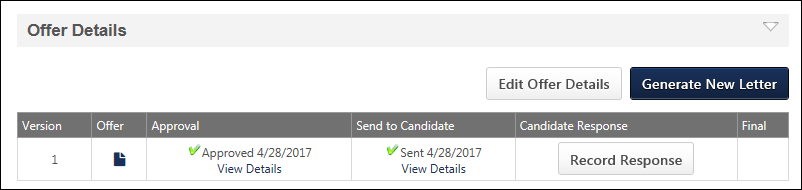 Offer Details
Edit Offer Details Generate New Letter
Version Offer Approval Send to Candidate Candidate Response Final
1 Approved 4/28/2017 Sent 4/28/2017 Record Response
View Details View Details